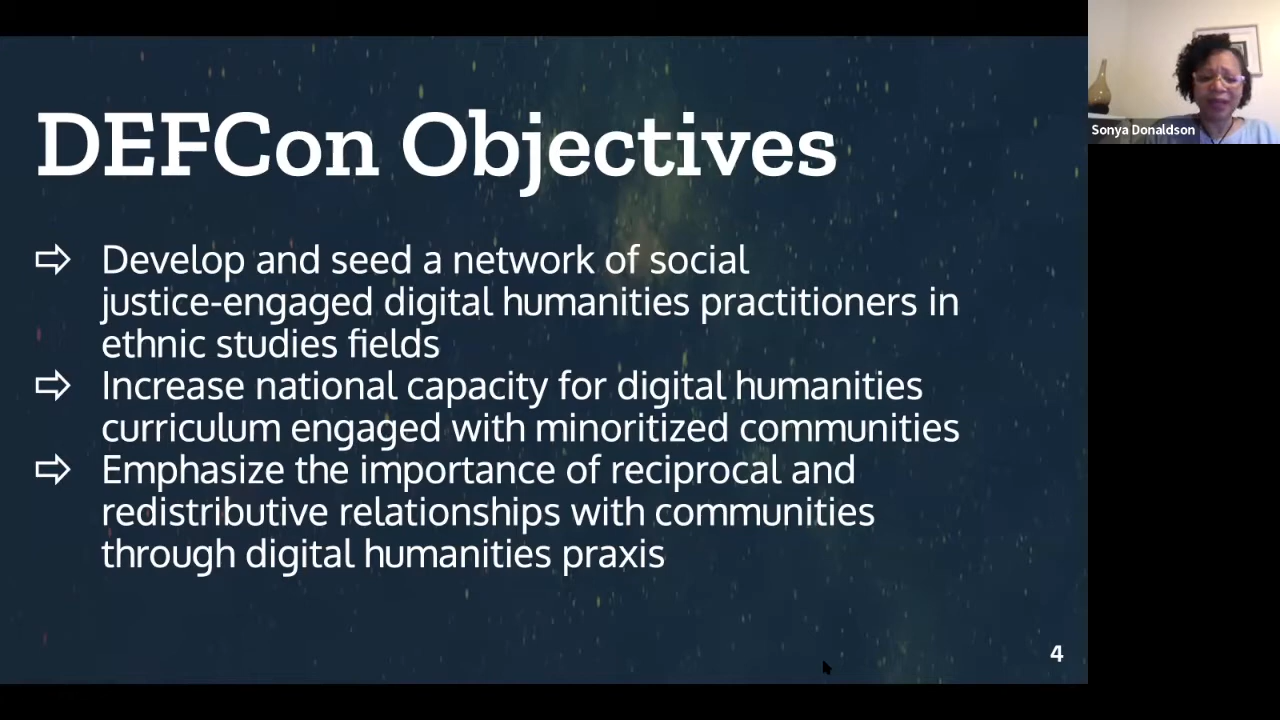 DEFCon Objectives
⇨ Develop and seed a network of social
justice-engaged digital humanities practitioners in
ethnic studies fields
⇨ Increase national capacity for digital humanities
curriculum engaged with minoritized communities
⇨ Emphasize the importance of reciprocal and
redistributive relationships with communities
through digital humanities praxis
4
Sonya Donaldson